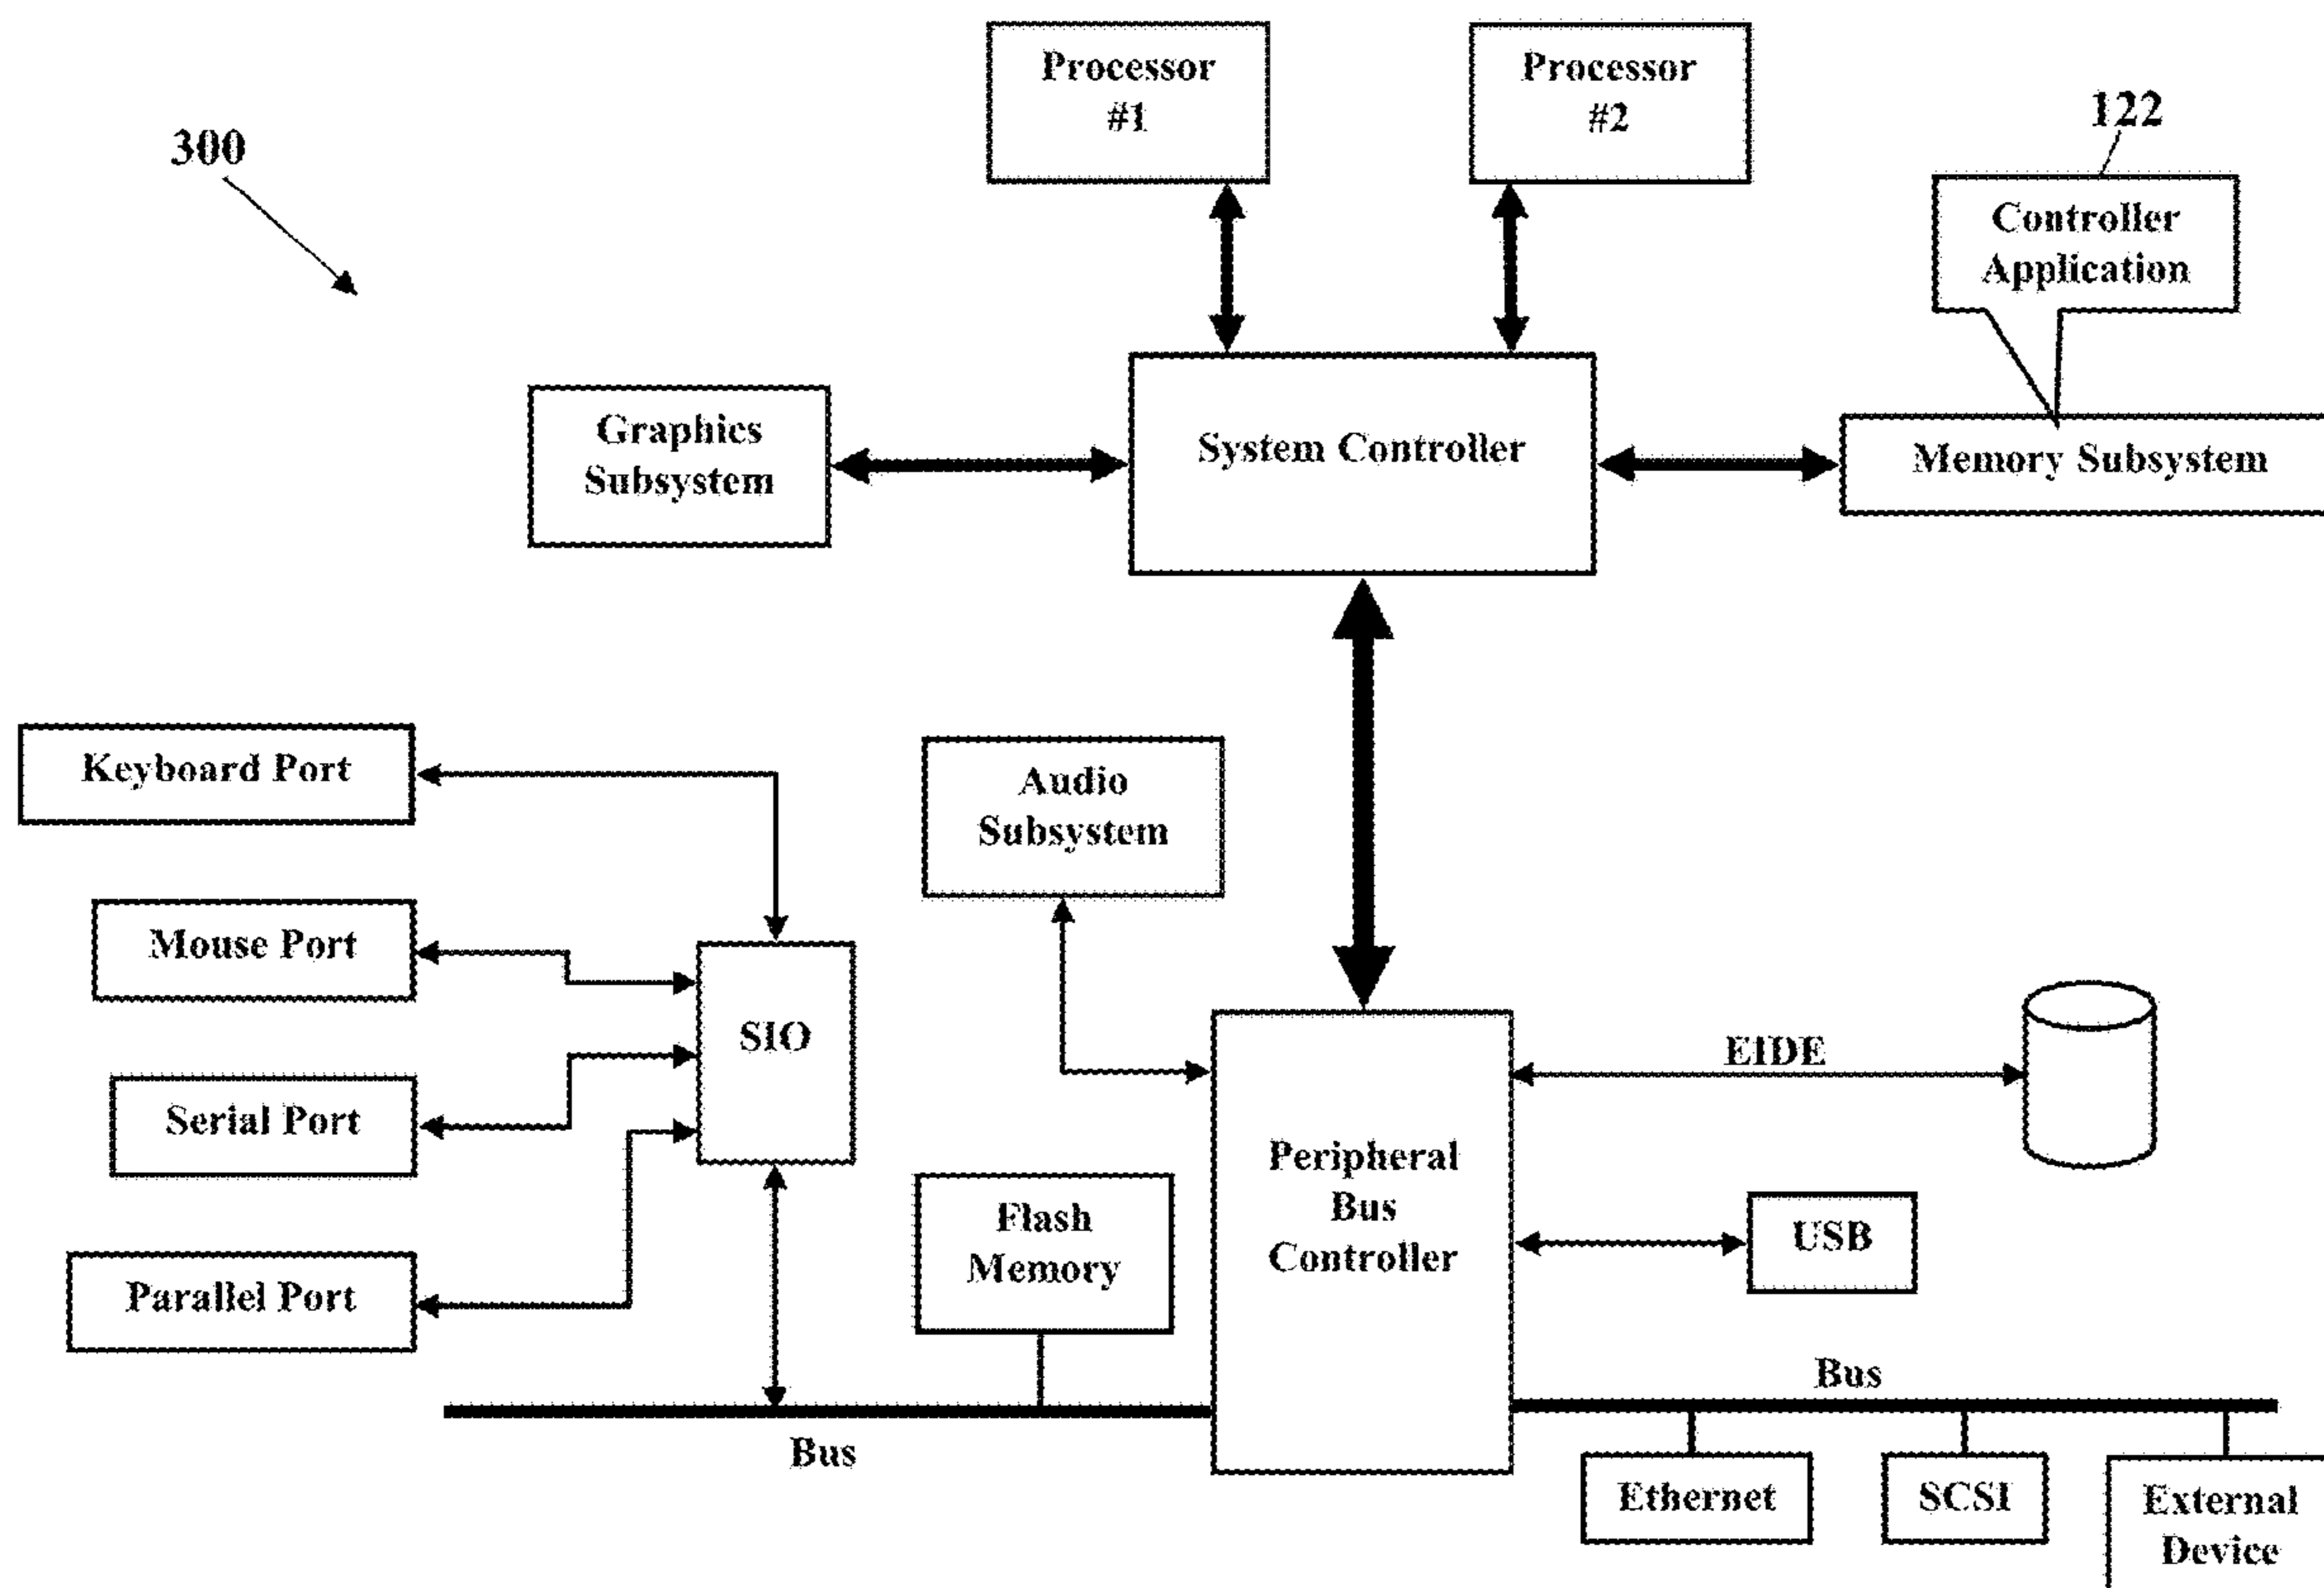 Processor
#1
Processor
#2
122
300
Controller
Application
Graphics
Subsystem
System Controller
Memory Subsystem
Keyboard Port
Audio
Subsystem
Mouse Port
SIO
EIDE
Serial Port
Peripheral
Bus
Controller
Flash
Memory
USB
Parallel Port
Bus
Bus
Ethernet
SCSI
External
Device